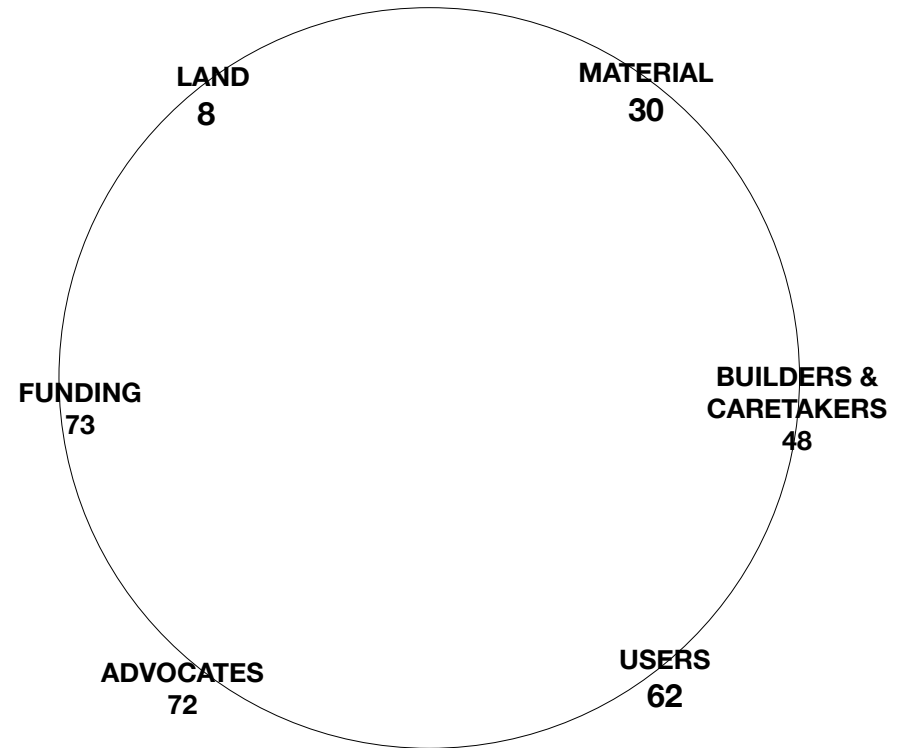 LAND
8
MATERIAL
30
BUILDERS &
CARETAKERS
48
USERS
62
ADVOCATES
72
FUNDING
73